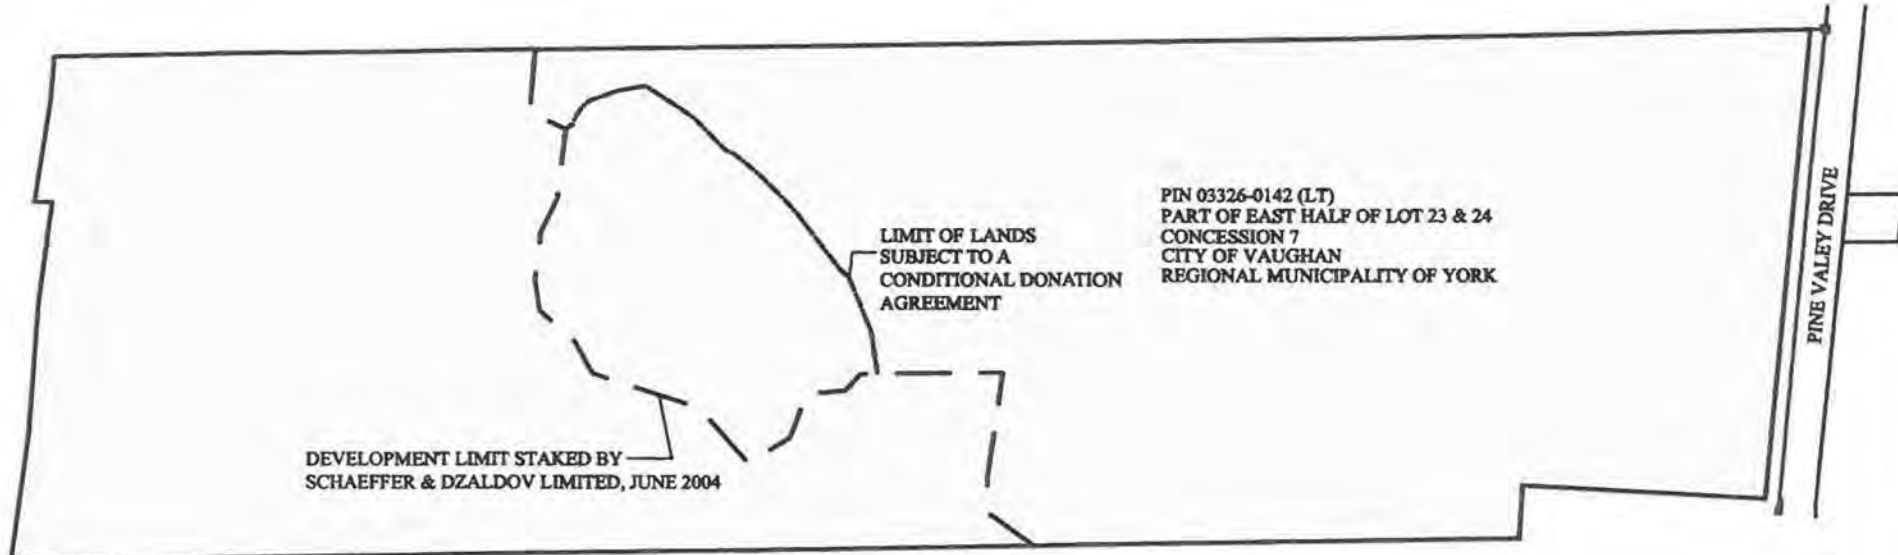 LIMIT OF LANDS
SUBJECT TO A
CONDITIONAL DONATION
AGREEMENT
PIN 03326-0142 (LT)
PART OF EAST HALF OF LOT 23 & 24
CONCESSION 7
CITY OF VAUGHAN
REGIONAL MUNICIPALITY OF YORK
PINE VALEY DRIVE
DEVELOPMENT LIMIT STAKED BY
SCHAEFFER & DZALDOV LIMITED, JUNE 2004